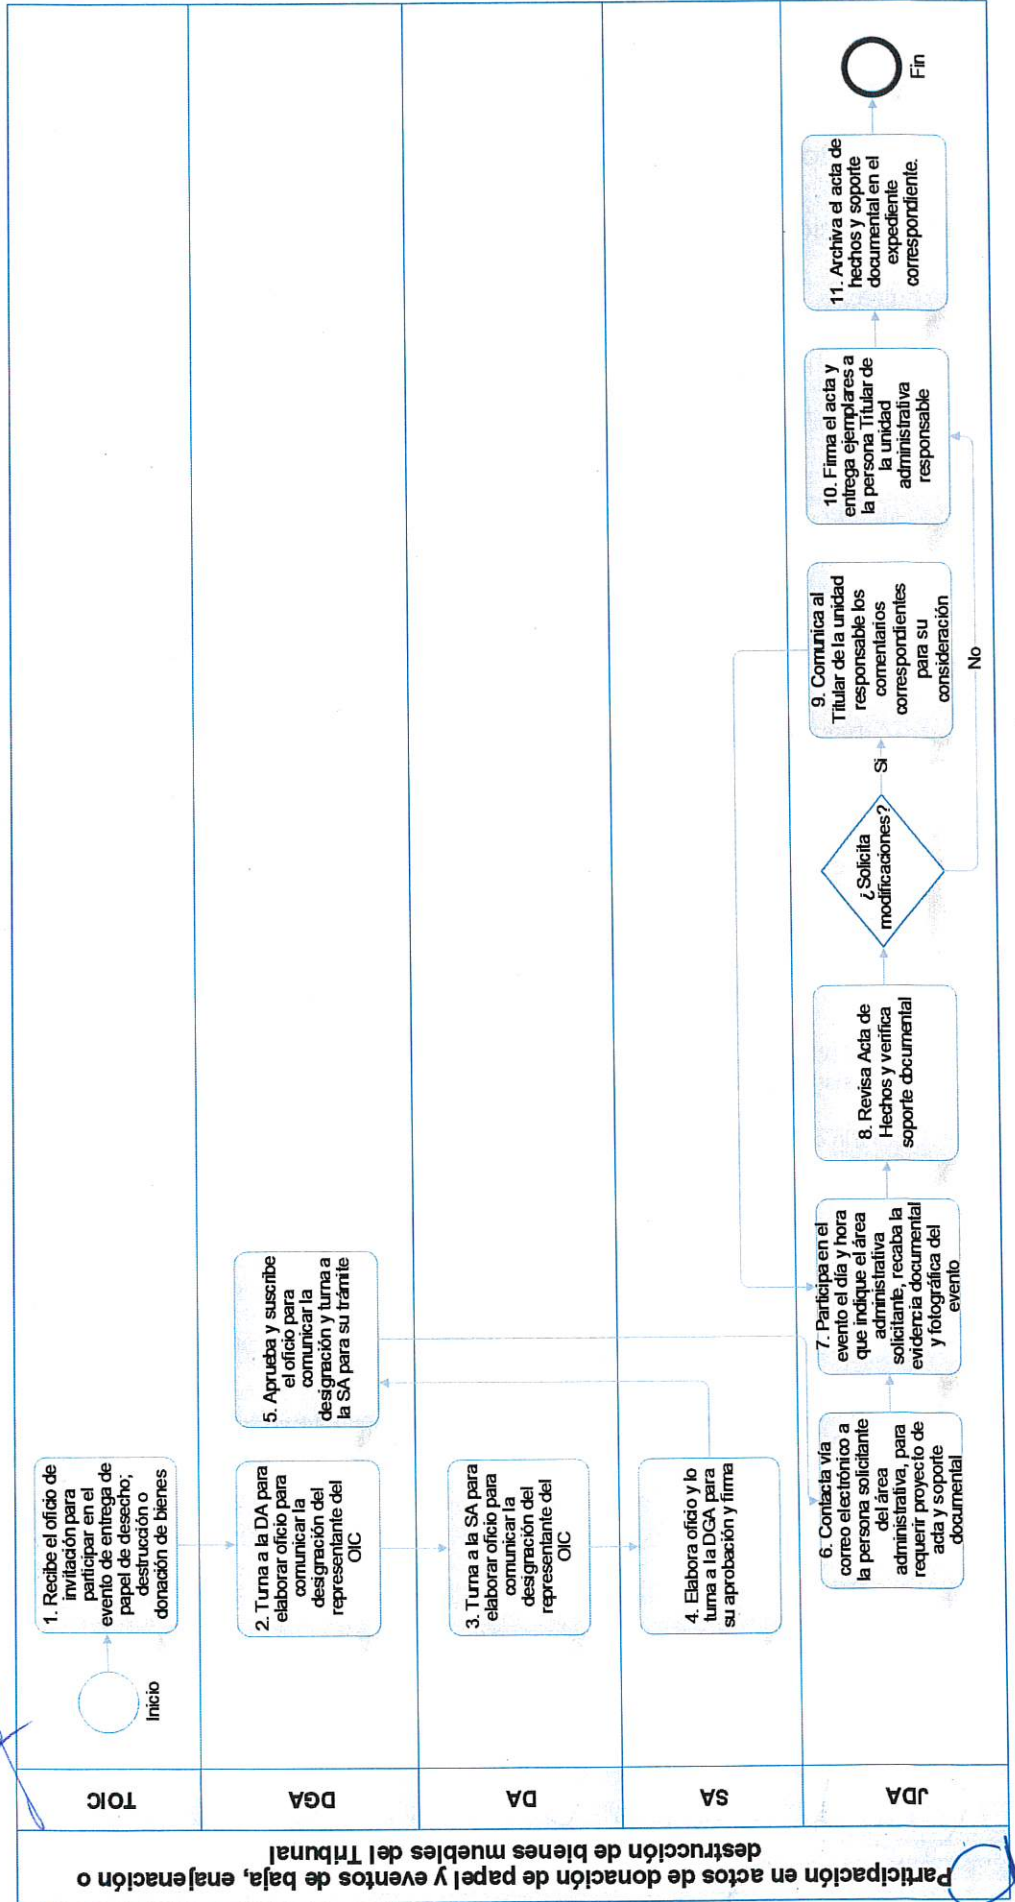 Participación en actos de donación de papel y eventos de baja, enajenación o
destrucción de bienes muebles del Tribunal
TOIC
Inicio
1. Recibe el oficio de
invitación para
participar en el
evento de entrega de
papel de desecho;
destrucción o
donación de bienes
DGA
2. Turna a la DA para
elaborar oficio para
comunicar la
designación del
representante del
OIC
5. Aprueba y suscribe
el oficio para
comunicar la
designación y turna a
la SA para su trámite
DA
3. Turna a la SA para
elaborar oficio para
comunicar la
designación del
representante del
OIC
SA
4. Elabora oficio y lo
turna a la DGA para
su aprobación y firma
JDA
6. Contacta vía
correo electrónico a
la persona solicitante
del área
administrativa, para
requerir proyecto de
acta y soporte
documental
7. Participa en el
evento el día y hora
que indique el área
administrativa
solicitante, recaba la
evidencia documental
y fotográfica del
evento
8. Revisa Acta de
Hechos y verifica
soporte documental
¿Solicita
modificaciones?
Si
No
9. Comunica al
Titular de la unidad
responsable los
comentarios
correspondientes
para su
consideración
10. Firma el acta y
entrega ejemplares a
la persona Titular de
la unidad
administrativa
responsable
11. Archiva el acta de
hechos y soporte
documental en el
expediente
correspondiente.
Fin